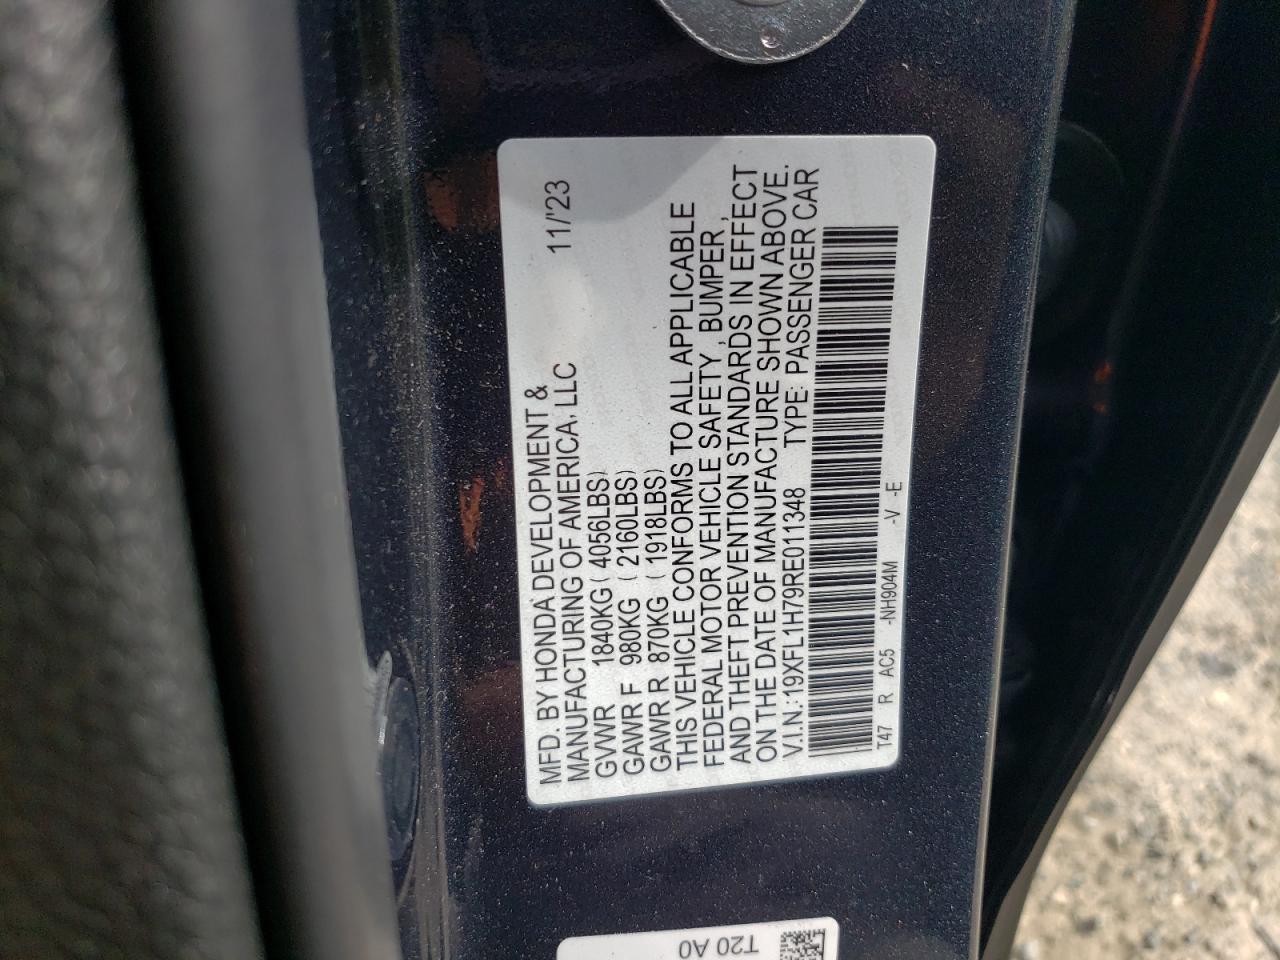 MFD. BY HONDA DEVELOPMENT &
MANUFACTURING OF AMERICA, LLC 11/'23
GVWR 1840KG (4056LBS)
GAWR F 980KG (2160LBS)
GAWR R 870KG (1918LBS)
THIS VEHICLE CONFORMS TO ALL APPLICABLE
FEDERAL MOTOR VEHICLE SAFETY, BUMPER,
AND THEFT PREVENTION STANDARDS IN EFFECT
ON THE DATE OF MANUFACTURE SHOWN ABOVE.
V.I.N.:19XFL1H79RE011348 TYPE: PASSENGER CAR
T47 R AC5 -NH904M -V -E
T20 A0